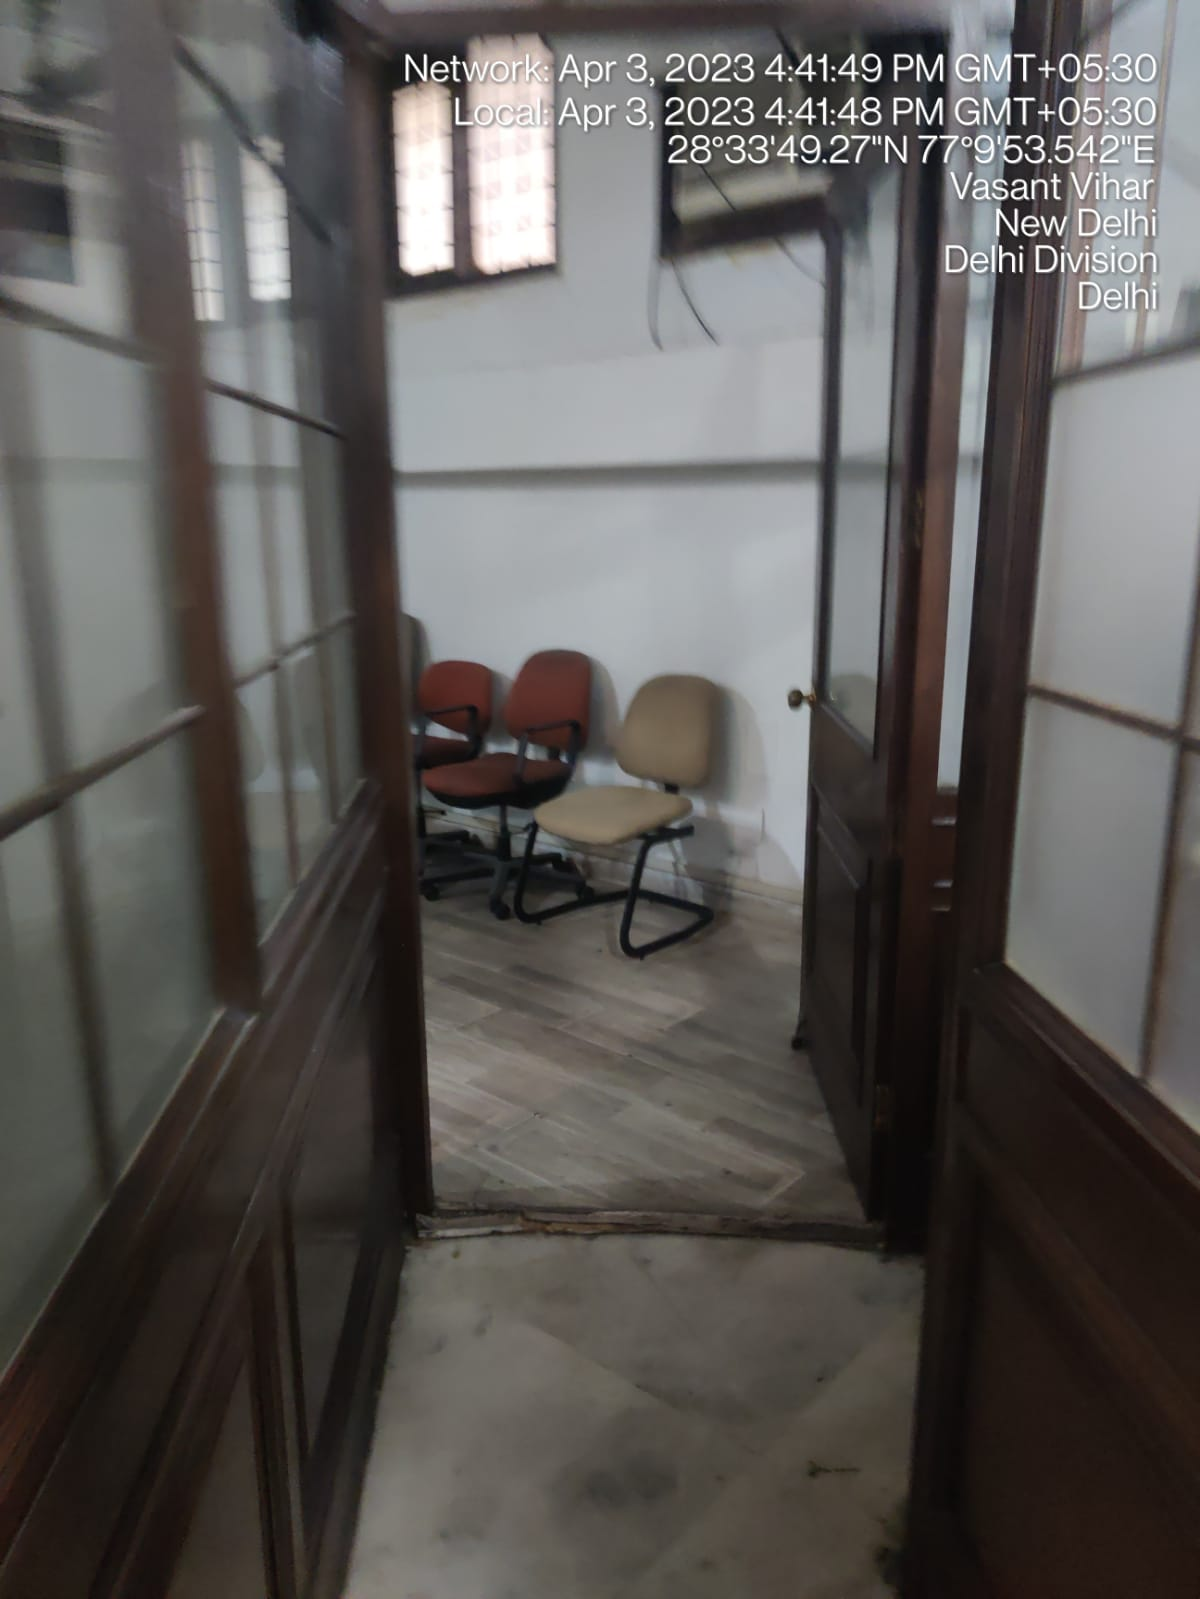 Network: Apr 3, 2023 4:41:49 PM GMT+05:30
Local: Apr 3, 2023 4:41:48 PM GMT+05:30
28°33'49.27"N 77°9'53.542"E
Vasant Vihar
New Delhi
Delhi Division
Delhi